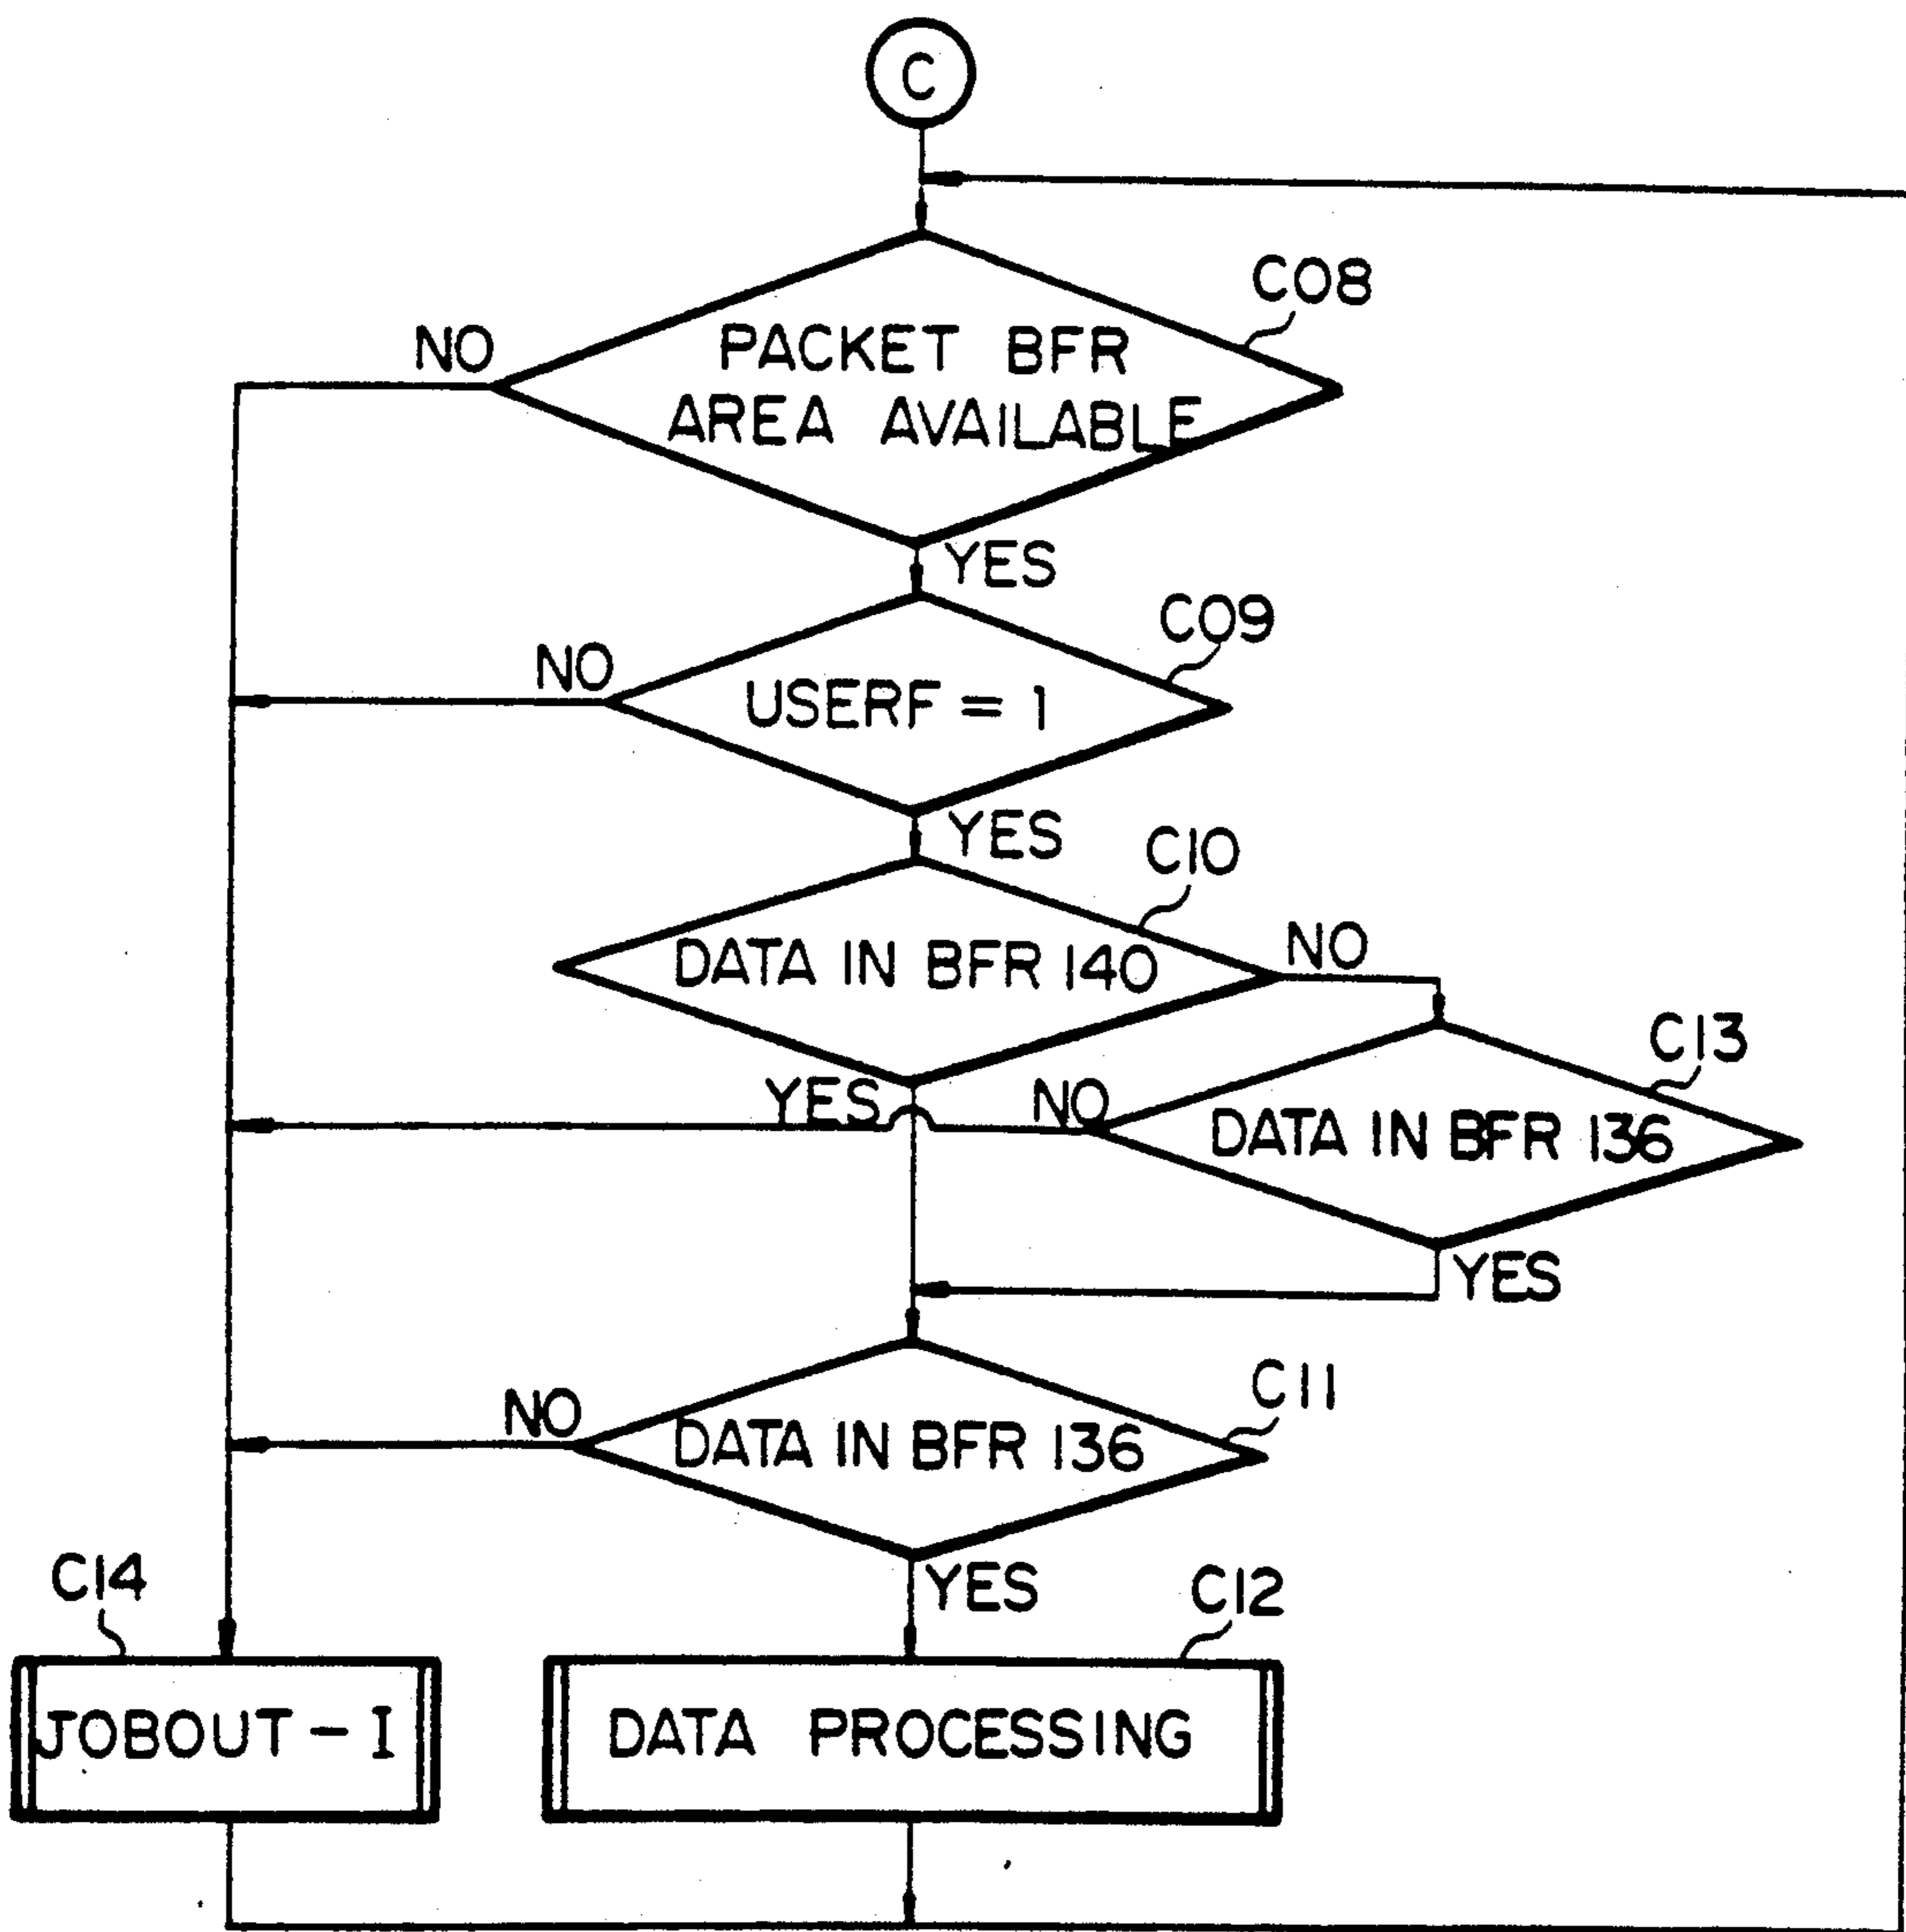 C
C08
NO
PACKET BFR
AREA AVAILABLE
YES
C09
NO
USERF = 1
YES
C10
DATA IN BFR 140
NO
C13
YES
NO
DATA IN BFR 136
YES
C11
NO
DATA IN BFR 136
YES
C14
C12
JOBOUT - I
DATA PROCESSING